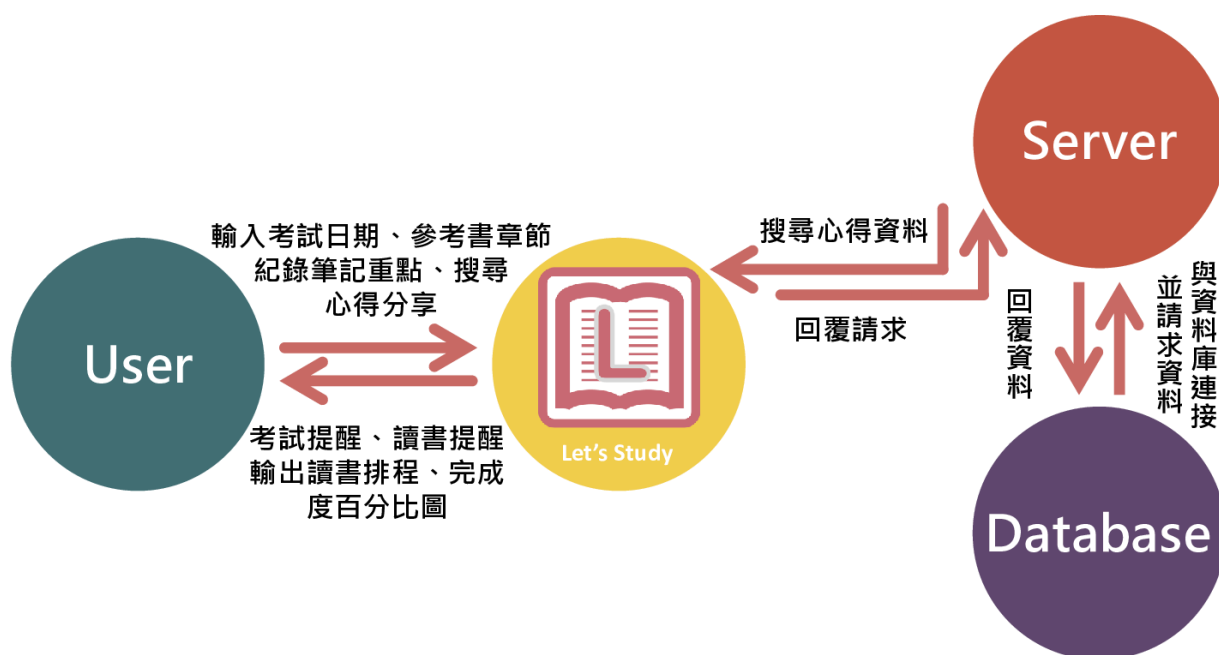 Server
搜尋心得資料
回覆請求
輸入考試日期、參考書章節
紀錄筆記重點、搜尋
心得分享
User
L
Let's Study
考試提醒、讀書提醒
輸出讀書排程、完成
度百分比圖
回覆資料
與資料庫連接
並請求資料
Database